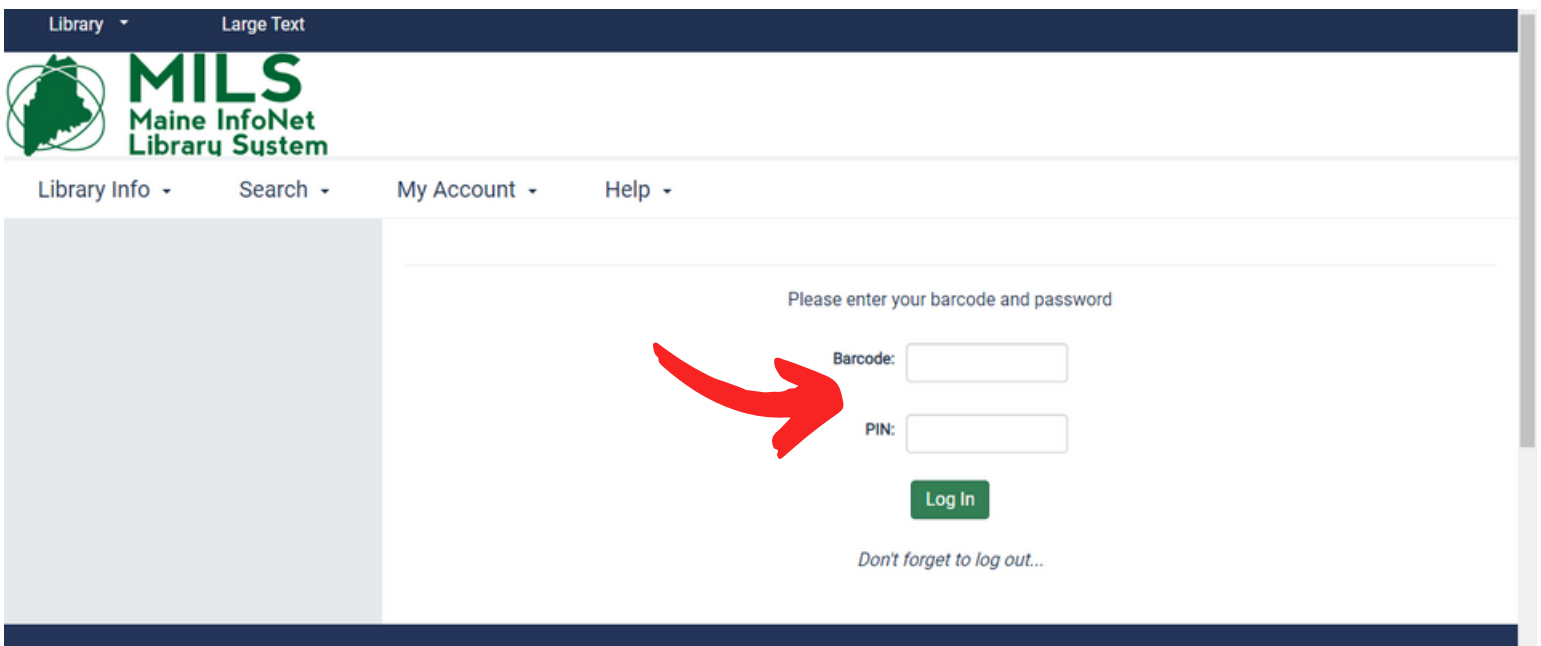 Library Large Text
MILS
Maine InfoNet
Library System
Library Info Search My Account Help
Please enter your barcode and password
Barcode:
PIN:
Log In
Don't forget to log out...